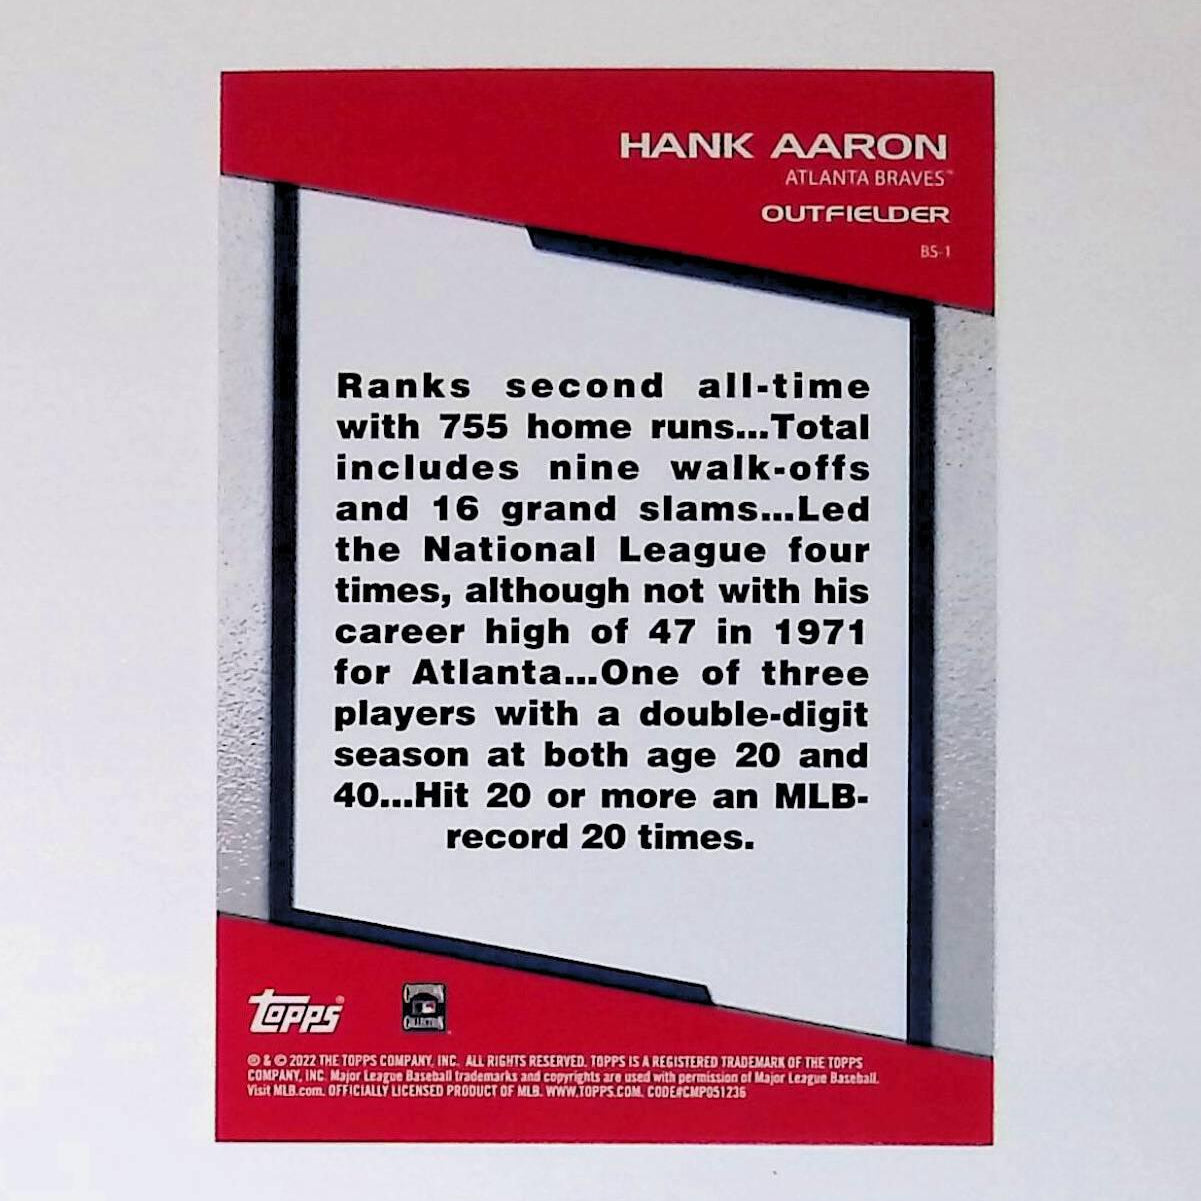 HANK AARON
ATLANTA BRAVES™
OUTFIELDER
BS-1
Ranks second all-time
with 755 home runs...Total
includes nine walk-offs
and 16 grand slams...Led
the National League four
times, although not with his
career high of 47 in 1971
for Atlanta...One of three
players with a double-digit
season at both age 20 and
40...Hit 20 or more an MLB-
record 20 times.
Topps®
COOPERSTOWN
COLLECTION
® & © 2022 THE TOPPS COMPANY, INC. ALL RIGHTS RESERVED. TOPPS IS A REGISTERED TRADEMARK OF THE TOPPS
COMPANY, INC. Major League Baseball trademarks and copyrights are used with permission of Major League Baseball.
Visit MLB.com. OFFICIALLY LICENSED PRODUCT OF MLB. WWW.TOPPS.COM. CODE#CMP051236